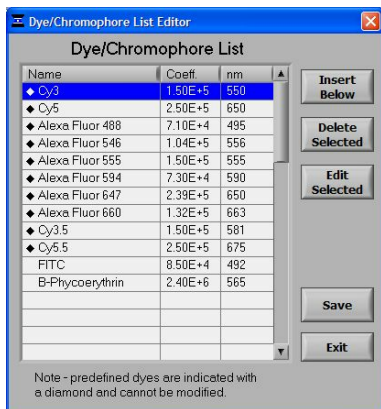 Dye/Chromophore List Editor
Dye/Chromophore List
Name Coeff. nm
◆ Cy3 1.50E+5 550
◆ Cy5 2.50E+5 650
◆ Alexa Fluor 488 7.10E+4 495
◆ Alexa Fluor 546 1.04E+5 556
◆ Alexa Fluor 555 1.50E+5 555
◆ Alexa Fluor 594 7.30E+4 590
◆ Alexa Fluor 647 2.39E+5 650
◆ Alexa Fluor 660 1.32E+5 663
◆ Cy3.5 1.50E+5 581
◆ Cy5.5 2.50E+5 675
FITC 8.50E+4 492
B-Phycoerythrin 2.40E+6 565
Insert
Below
Delete
Selected
Edit
Selected
Save
Exit
Note - predefined dyes are indicated with
a diamond and cannot be modified.